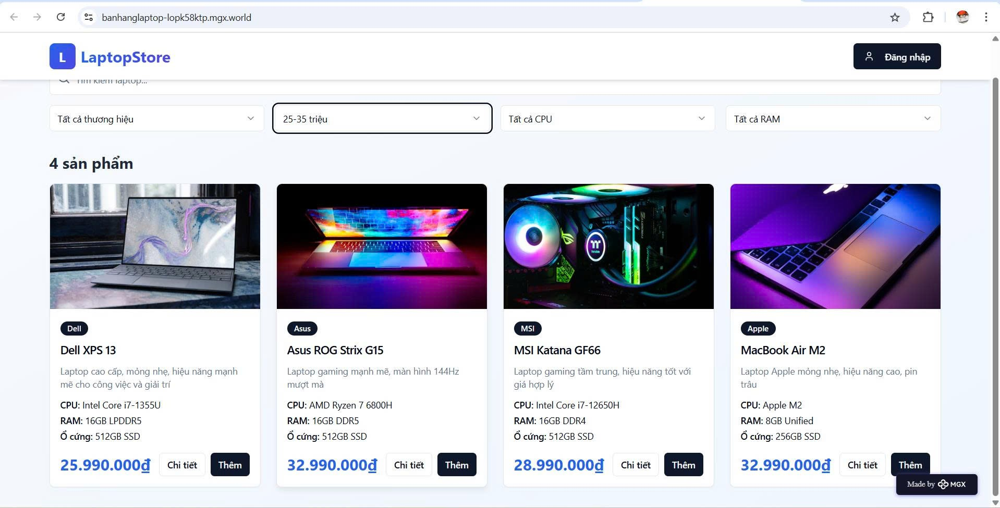 banhanglaptop-lopk58ktp.mgx.world
L LaptopStore
Đăng nhập
Tìm kiếm laptop...
Tất cả thương hiệu
25-35 triệu
Tất cả CPU
Tất cả RAM
4 sản phẩm
Dell
Dell XPS 13
Laptop cao cấp, mỏng nhẹ, hiệu năng mạnh
mẽ cho công việc và giải trí
CPU: Intel Core i7-1355U
RAM: 16GB LPDDR5
Ổ cứng: 512GB SSD
25.990.000₫ Chi tiết Thêm
Asus
Asus ROG Strix G15
Laptop gaming mạnh mẽ, màn hình 144Hz
mượt mà
CPU: AMD Ryzen 7 6800H
RAM: 16GB DDR5
Ổ cứng: 512GB SSD
32.990.000₫ Chi tiết Thêm
MSI
MSI Katana GF66
Laptop gaming tầm trung, hiệu năng tốt với
giá hợp lý
CPU: Intel Core i7-12650H
RAM: 16GB DDR4
Ổ cứng: 512GB SSD
28.990.000₫ Chi tiết Thêm
Apple
MacBook Air M2
Laptop Apple mỏng nhẹ, hiệu năng cao, pin
trâu
CPU: Apple M2
RAM: 8GB Unified
Ổ cứng: 256GB SSD
32.990.000₫ Chi tiết Thêm
Made by MGX